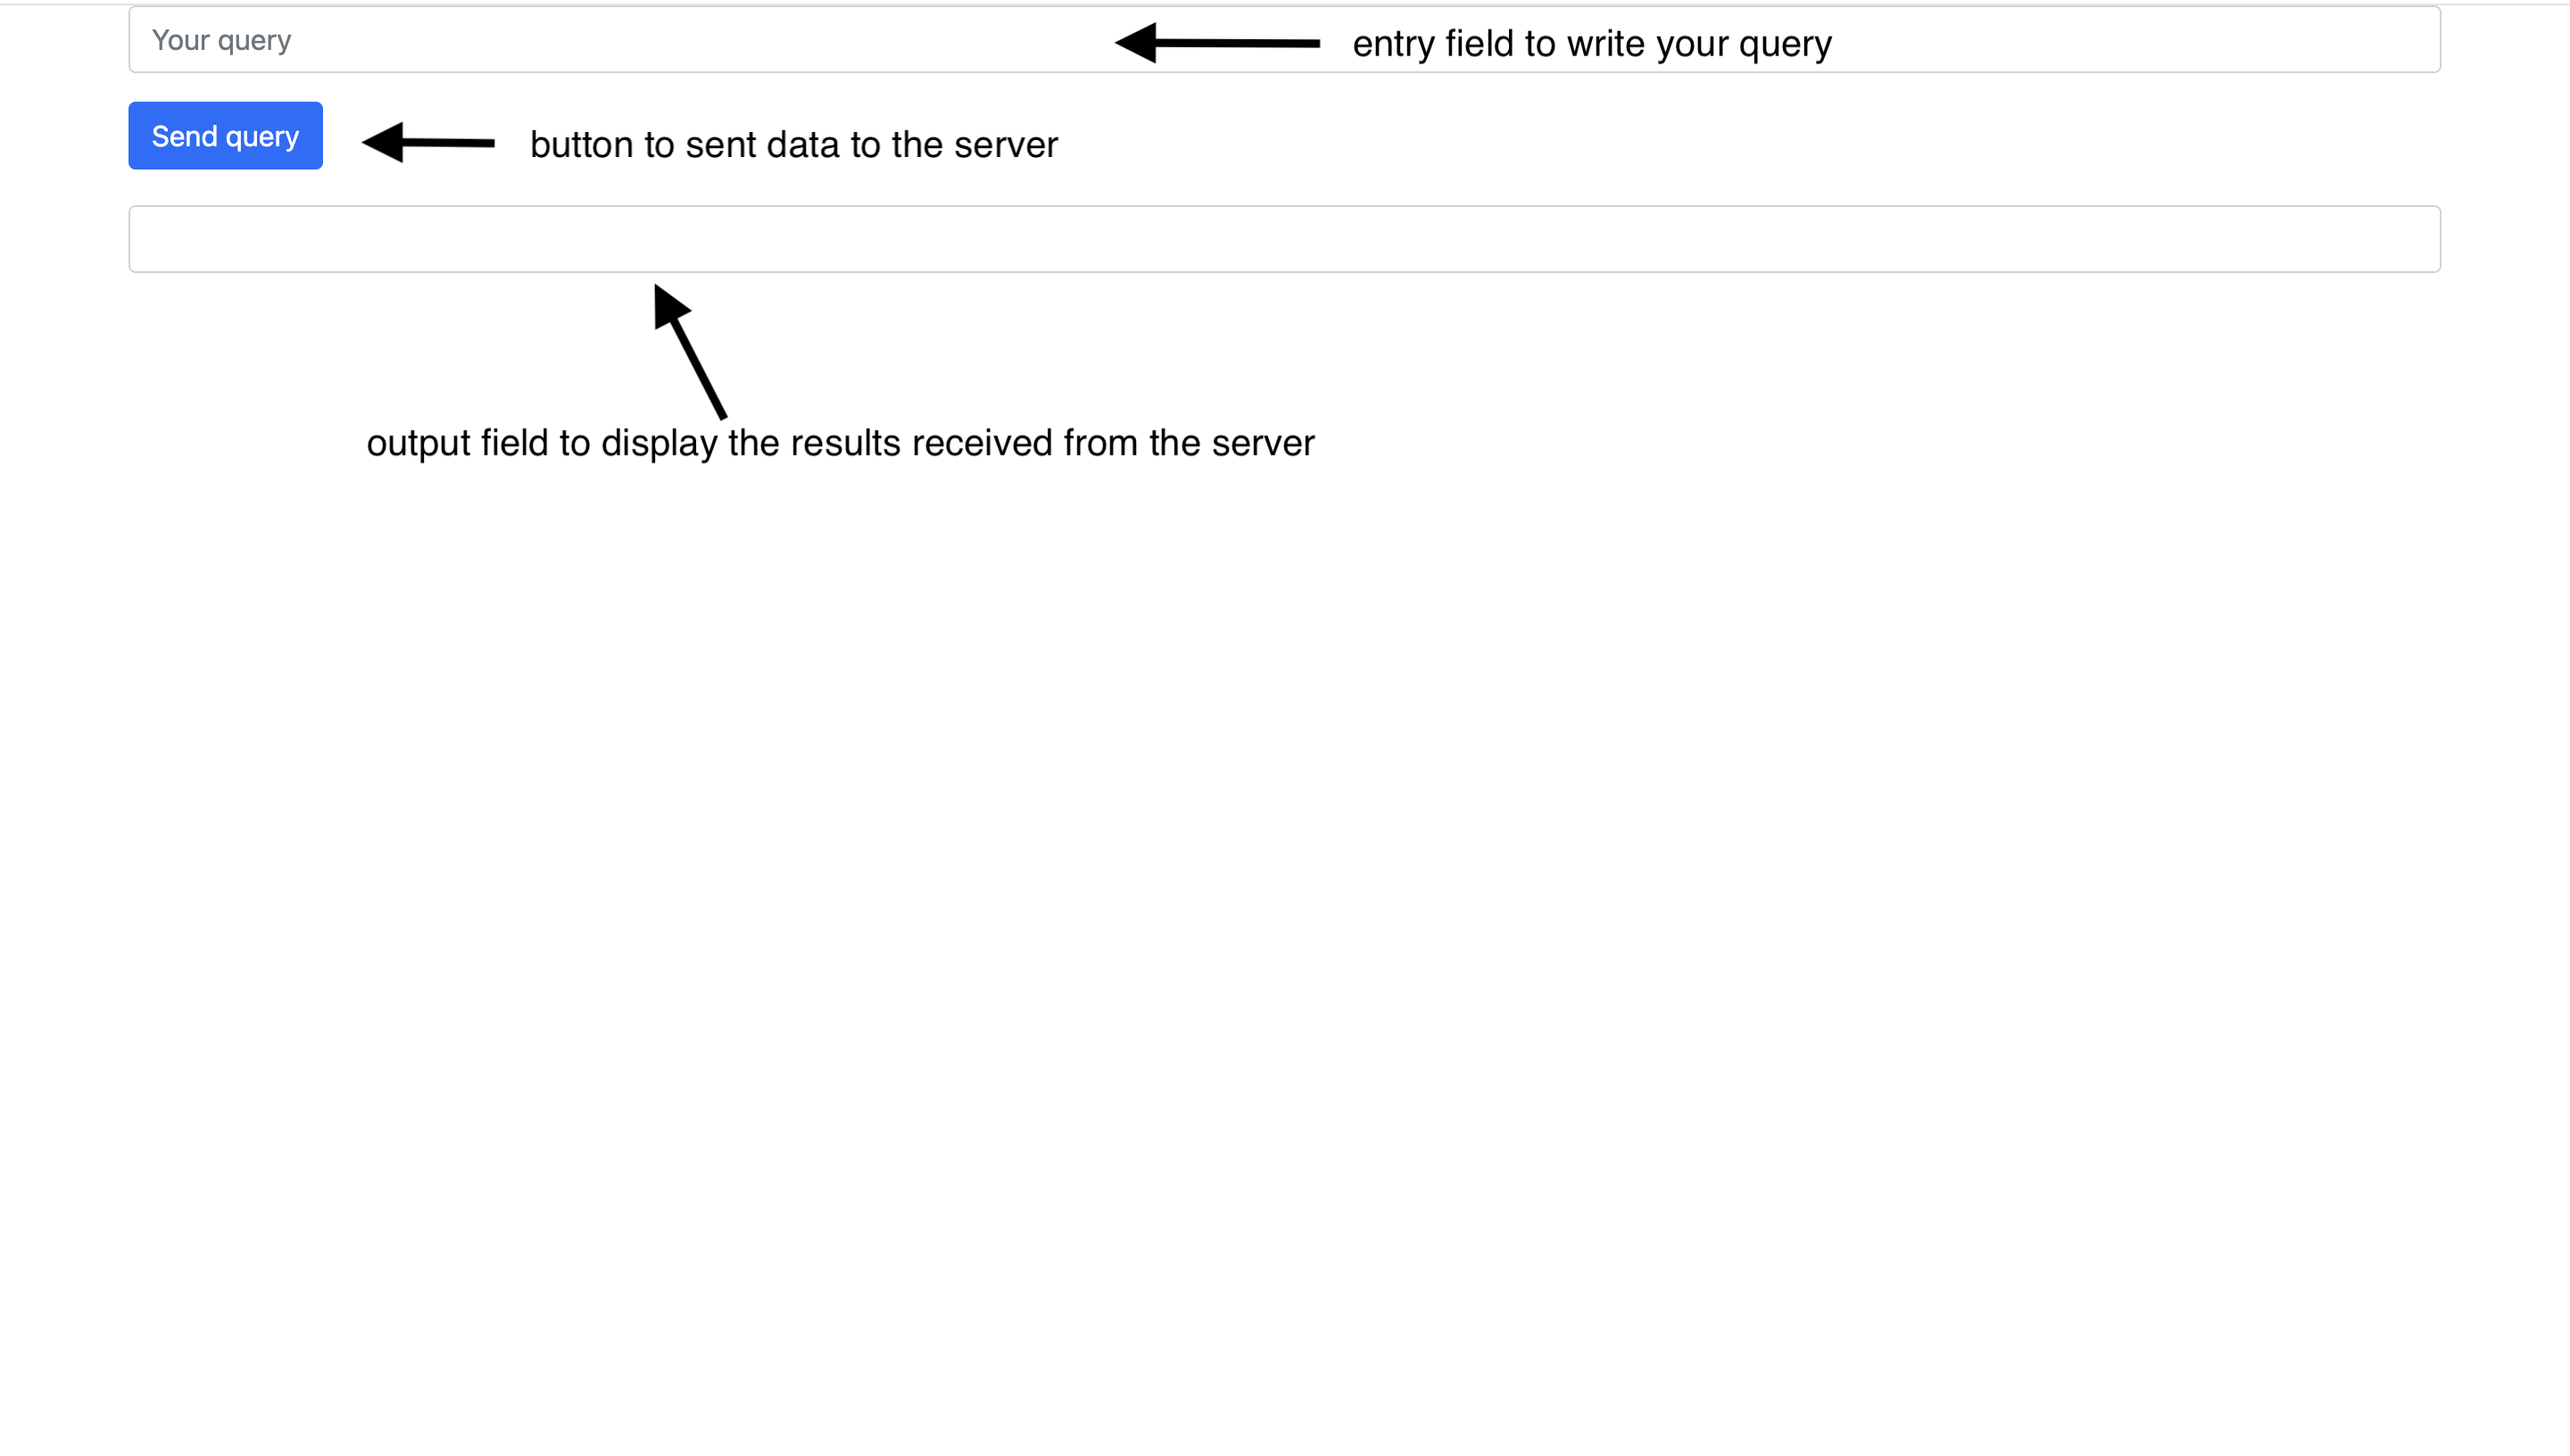 Your query
entry field to write your query
Send query
button to sent data to the server
output field to display the results received from the server